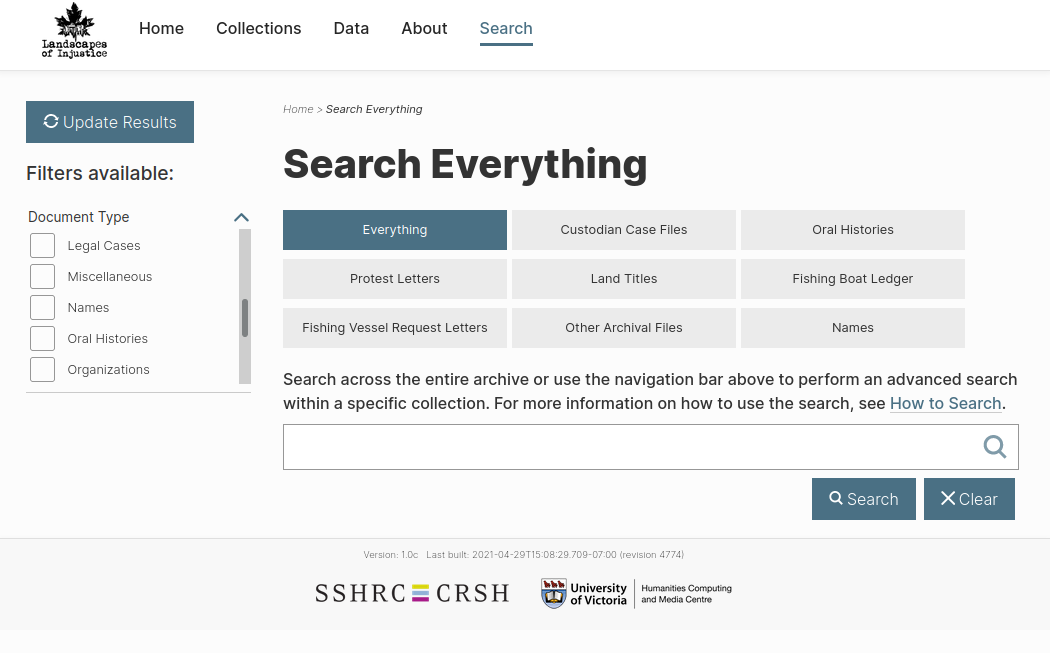 Landscapes
of Injustice
Home
Collections
Data
About
Search
Update Results
Filters available:
Document Type
Legal Cases
Miscellaneous
Names
Oral Histories
Organizations
Home > Search Everything
Search Everything
Everything
Custodian Case Files
Oral Histories
Protest Letters
Land Titles
Fishing Boat Ledger
Fishing Vessel Request Letters
Other Archival Files
Names
Search across the entire archive or use the navigation bar above to perform an advanced search
within a specific collection. For more information on how to use the search, see How to Search.
Search
Clear
Version: 1.0c Last built: 2021-04-29T15:08:29.709-07:00 (revision 4774)
SSHRC CRSH
University
of Victoria
Humanities Computing
and Media Centre